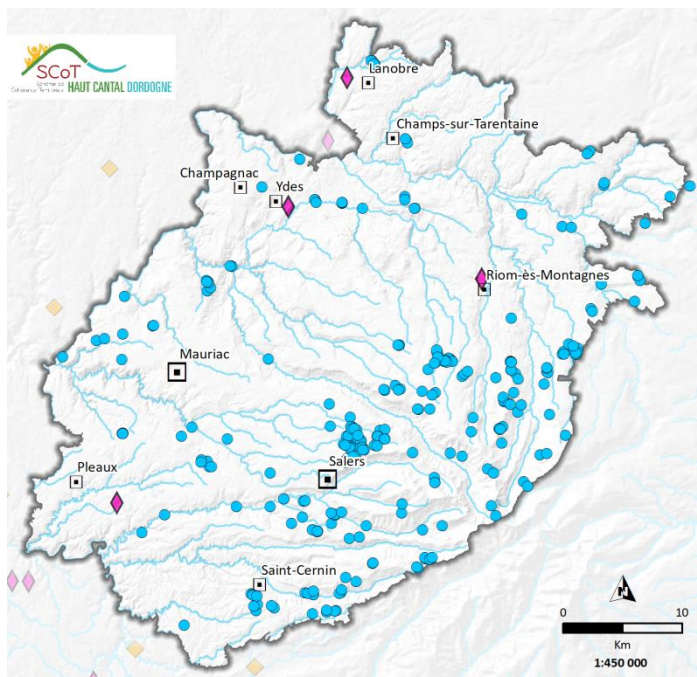 SCoT
HAUT CANTAL DORDOGNE
Lanobre
Champs-sur-Tarentaine
Champagnac
Ydes
Riom-ès-Montagnes
Mauriac
Pleaux
Salers
Saint-Cernin
N
0 10
Km
1:450 000